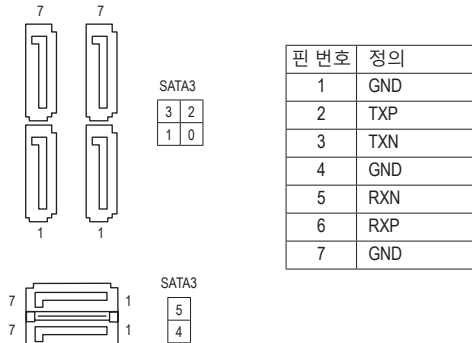 7 7
SATA3
3 2
1 0
1 1
핀 번호 정의
1 GND
2 TXP
3 TXN
4 GND
5 RXN
6 RXP
7 GND
SATA3
7 1
5
7 1
4